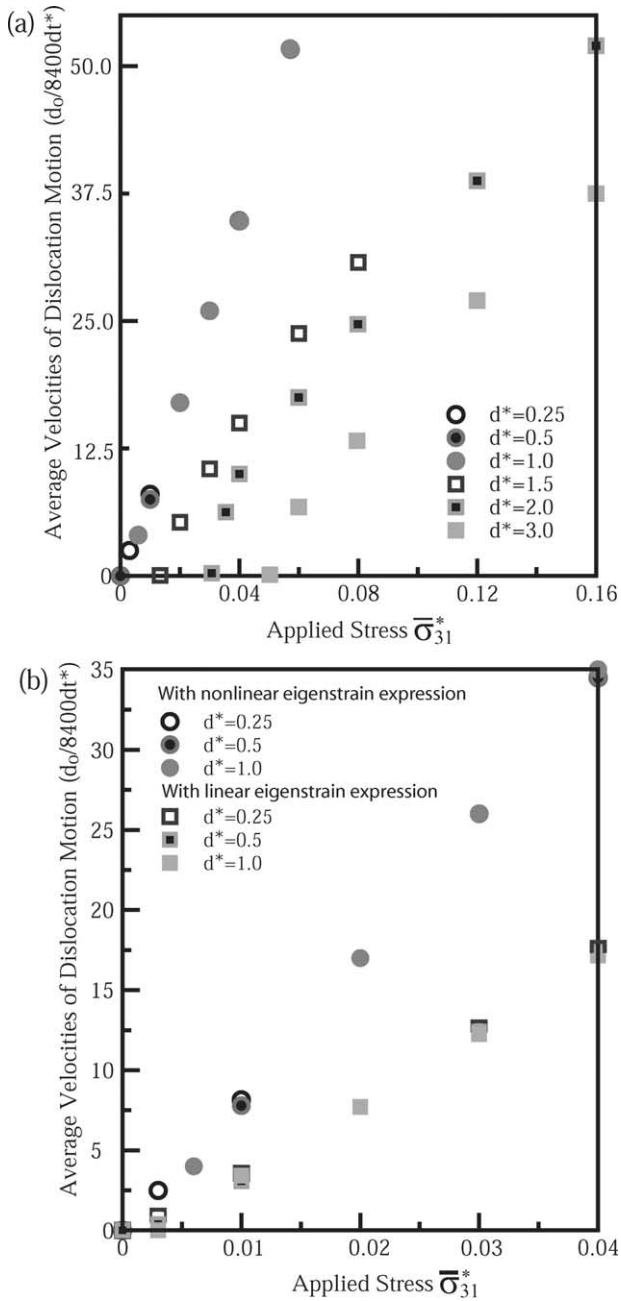 (a)
Average Velocities of Dislocation Motion (d₀/8400dt*)
50.0
37.5
25.0
12.5
0
d*=0.25
d*=0.5
d*=1.0
d*=1.5
d*=2.0
d*=3.0
0 0.04 0.08 0.12 0.16
Applied Stress σ̅*₃₁
(b)
Average Velocities of Dislocation Motion (d₀/8400dt*)
35
30
25
20
15
10
5
0
With nonlinear eigenstrain expression
d*=0.25
d*=0.5
d*=1.0
With linear eigenstrain expression
d*=0.25
d*=0.5
d*=1.0
0 0.01 0.02 0.03 0.04
Applied Stress σ̅*₃₁